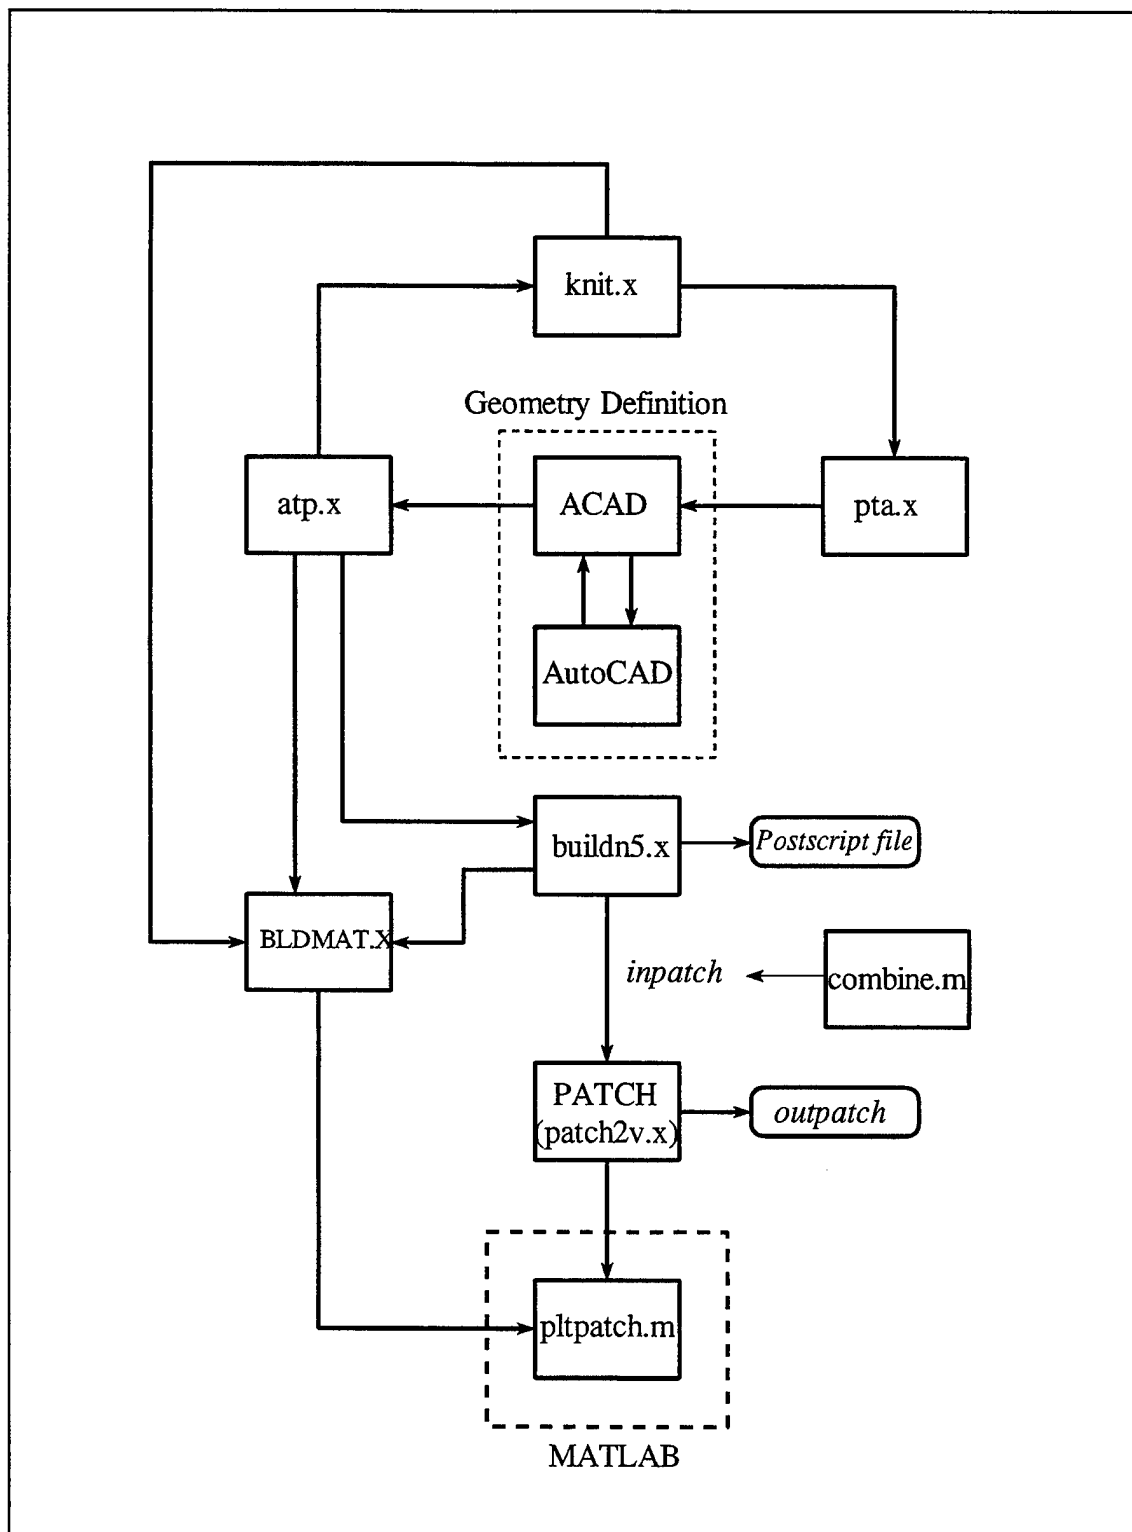 knit.x
Geometry Definition
atp.x
ACAD
pta.x
AutoCAD
buildn5.x
Postscript file
BLDMAT.X
inpatch
combine.m
PATCH
(patch2v.x)
outpatch
pltpatch.m
MATLAB